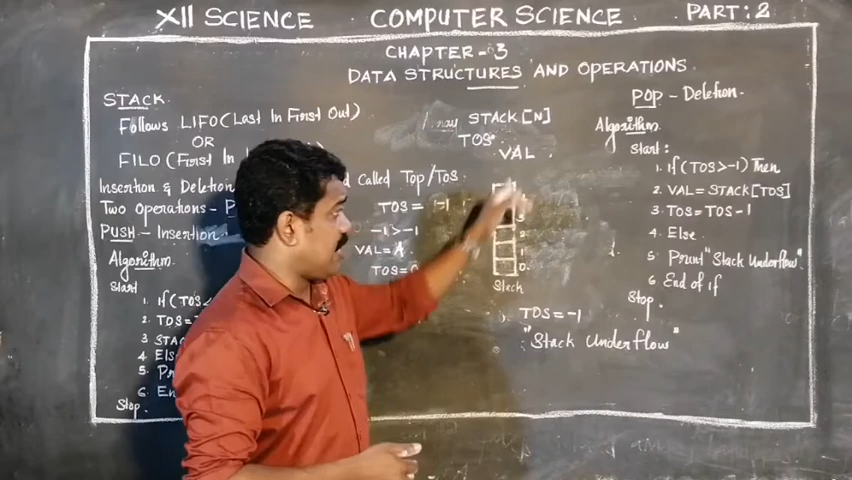 XII SCIENCE COMPUTER SCIENCE PART: 2
CHAPTER - 3
DATA STRUCTURES AND OPERATIONS
STACK
Follows LIFO (Last In First Out)
OR
FILO (First In
Insertion & Deletion
called Top/TOS
Two Operations -
PUSH - Insertion
Algorithm
Start
1. if (TOS<
2. TOS=
3
4
5.
6.
Stop
STACK[N]
TOS
VAL
TOS = -1
-1>-1
VAL = A
TOS=
3
2
1
0
Stack
TOS = -1
"Stack Underflow"
POP - Deletion
Algorithm
Start:
1. if (TOS>-1) Then
2. VAL = STACK[TOS]
3. TOS = TOS-1
4. Else
5 Print "Stack Underflow"
6 End of if
Stop